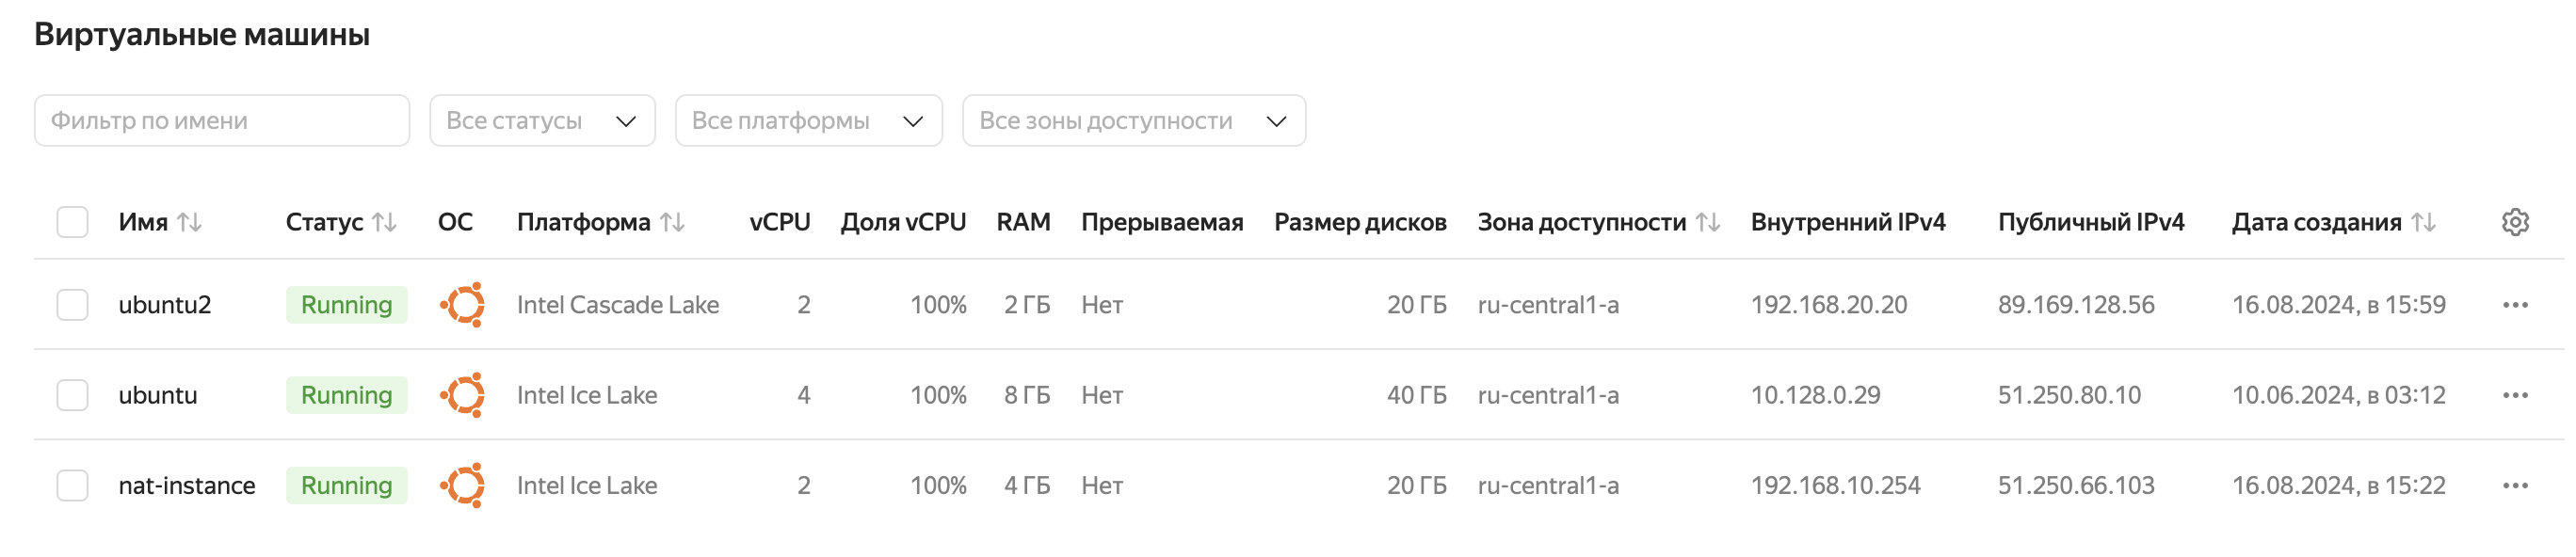 Виртуальные машины
Фильтр по имени Все статусы Все платформы Все зоны доступности
Имя Статус ОС Платформа vCPU Доля vCPU RAM Прерываемая Размер дисков Зона доступности Внутренний IPv4 Публичный IPv4 Дата создания
ubuntu2 Running Intel Cascade Lake 2 100% 2 ГБ Нет 20 ГБ ru-central1-a 192.168.20.20 89.169.128.56 16.08.2024, в 15:59
ubuntu Running Intel Ice Lake 4 100% 8 ГБ Нет 40 ГБ ru-central1-a 10.128.0.29 51.250.80.10 10.06.2024, в 03:12
nat-instance Running Intel Ice Lake 2 100% 4 ГБ Нет 20 ГБ ru-central1-a 192.168.10.254 51.250.66.103 16.08.2024, в 15:22